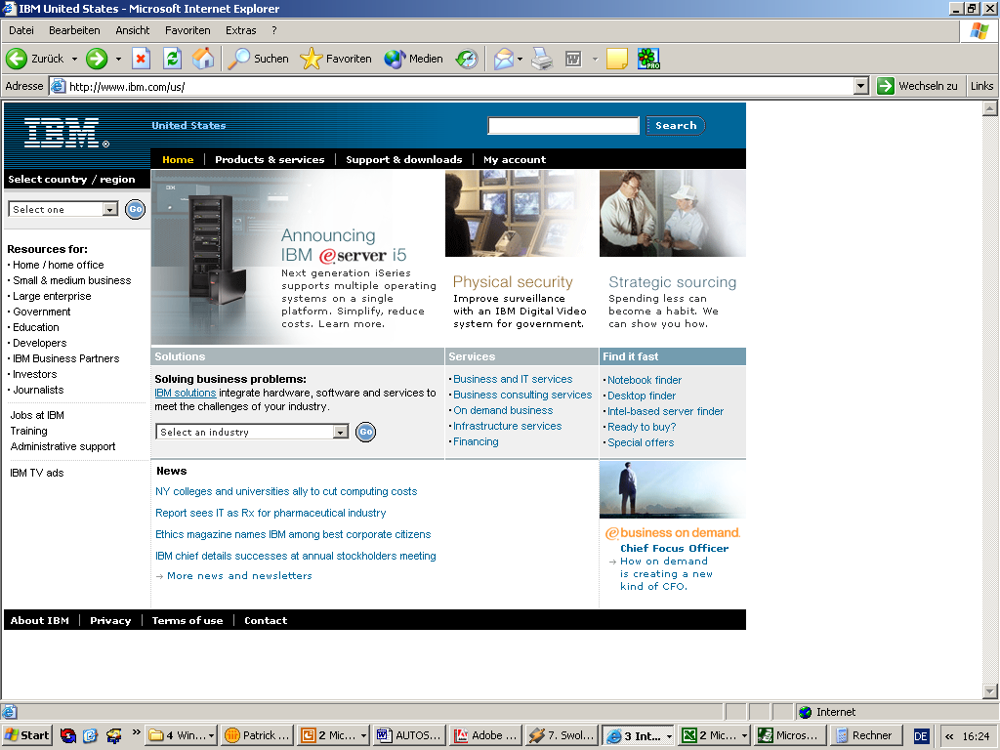 IBM United States - Microsoft Internet Explorer
Datei Bearbeiten Ansicht Favoriten Extras ?
Zurück Suchen Favoriten Medien PRO
Adresse http://www.ibm.com/us/ Wechseln zu Links
IBM®
United States
Search
Home | Products & services | Support & downloads | My account
Select country / region
Select one Go
Resources for:
· Home / home office
· Small & medium business
· Large enterprise
· Government
· Education
· Developers
· IBM Business Partners
· Investors
· Journalists
Jobs at IBM
Training
Administrative support
IBM TV ads
Announcing
IBM eserver i5
Next generation iSeries
supports multiple operating
systems on a single
platform. Simplify, reduce
costs. Learn more.
Physical security
Improve surveillance
with an IBM Digital Video
system for government.
Strategic sourcing
Spending less can
become a habit. We
can show you how.
Solutions
Solving business problems:
IBM solutions integrate hardware, software and services to
meet the challenges of your industry.
Select an industry Go
Services
· Business and IT services
· Business consulting services
· On demand business
· Infrastructure services
· Financing
Find it fast
· Notebook finder
· Desktop finder
· Intel-based server finder
· Ready to buy?
· Special offers
News
NY colleges and universities ally to cut computing costs
Report sees IT as Rx for pharmaceutical industry
Ethics magazine names IBM among best corporate citizens
IBM chief details successes at annual stockholders meeting
→ More news and newsletters
e business on demand.
Chief Focus Officer
→ How on demand
is creating a new
kind of CFO.
About IBM | Privacy | Terms of use | Contact
Internet
Start » 4 Win... Patrick ... 2 Mic... AUTOS... Adobe ... 7. Swol... 3 Int... 2 Mic... Micros... Rechner DE « 16:24